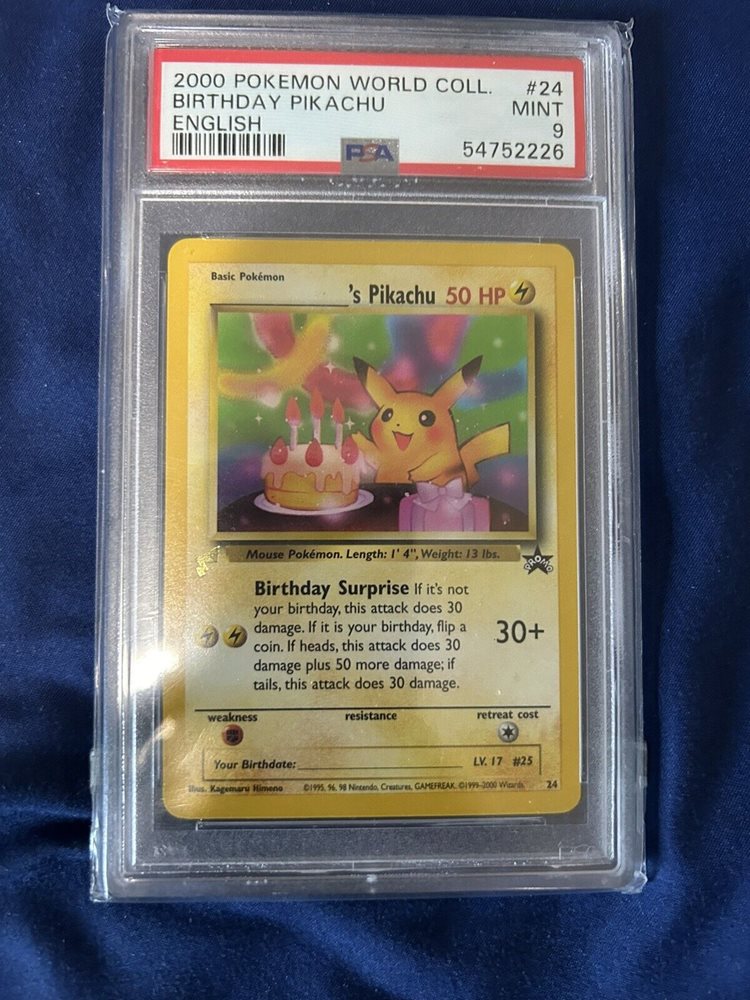 2000 POKEMON WORLD COLL. #24
BIRTHDAY PIKACHU MINT
ENGLISH 9
PSA 54752226
Basic Pokémon
____________'s Pikachu 50 HP
Mouse Pokémon. Length: 1' 4", Weight: 13 lbs.
PROMO
Birthday Surprise If it's not
your birthday, this attack does 30
damage. If it is your birthday, flip a
coin. If heads, this attack does 30
damage plus 50 more damage; if
tails, this attack does 30 damage.
30+
weakness resistance retreat cost
Your Birthdate:____________ LV. 17 #25
Illus. Kagemaru Himeno ©1995, 96, 98 Nintendo, Creatures, GAMEFREAK. ©1999-2000 Wizards. 24